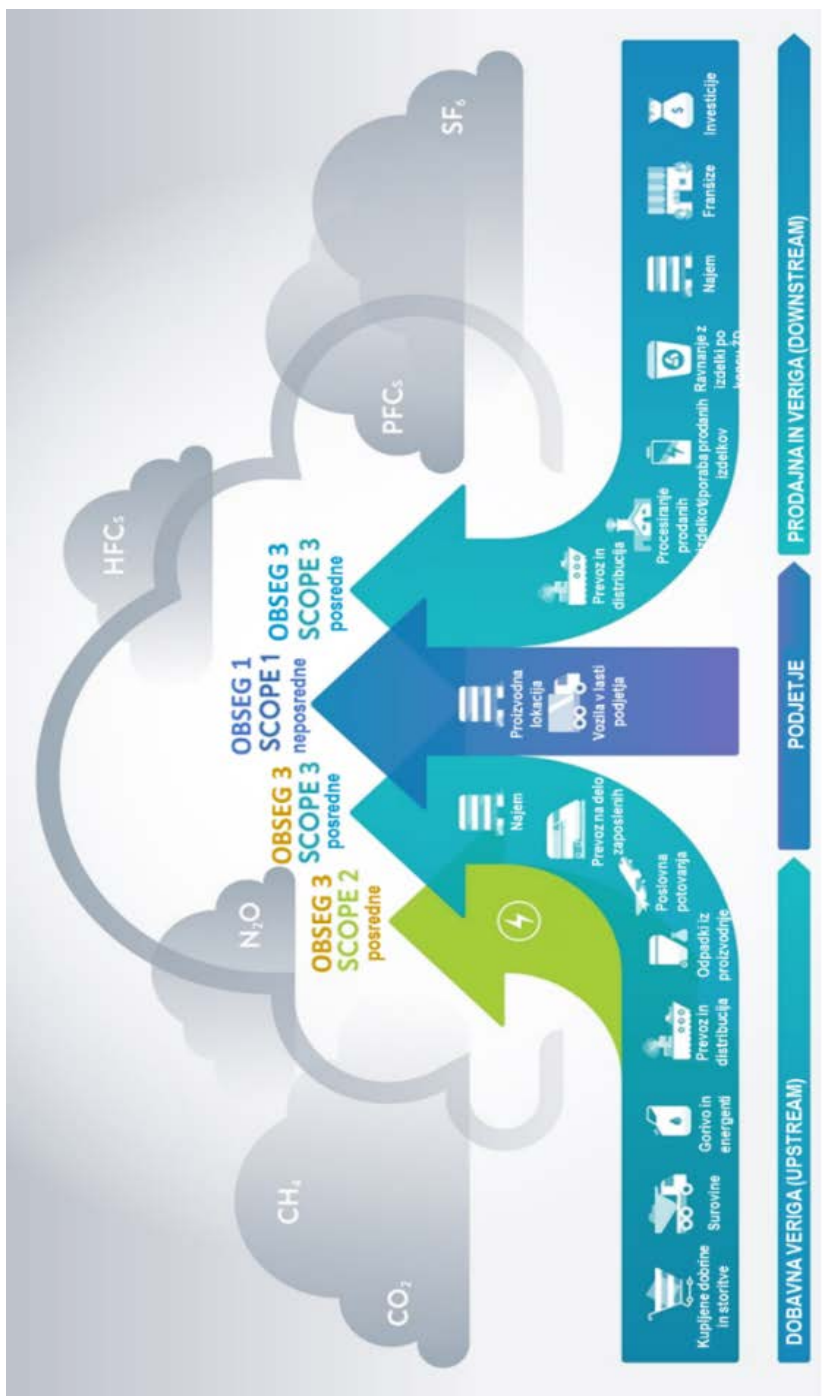 CO₂
CH₄
N₂O
HFCs
PFCs
SF₆
OBSEG 3
SCOPE 2
posredne
OBSEG 3
SCOPE 3
posredne
OBSEG 1
SCOPE 1
neposredne
OBSEG 3
SCOPE 3
posredne
Kupljene dobrine
in storitve
Surovine
Gorivo in
energenti
Prevoz in
distribucija
Odpadki iz
proizvodnje
Poslovna
potovanja
Prevoz na delo
zaposlenih
Najem
Proizvodna
lokacija
Vozila v lasti
podjetja
Prevoz in
distribucija
Procesiranje
prodanih
izdelkov
Uporaba prodanih
izdelkov
Ravnanje z
izdelki po
koncu žp
Najem
Franšize
Investicije
$
DOBAVNA VERIGA (UPSTREAM)
PODJETJE
PRODAJNA IN VERIGA (DOWNSTREAM)